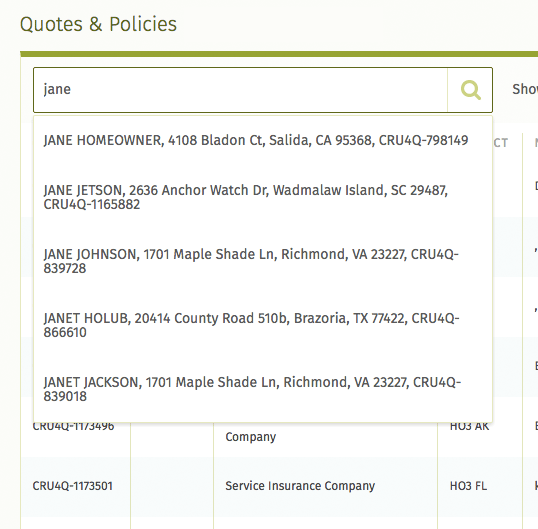 Quotes & Policies
jane
Show
JANE HOMEOWNER, 4108 Bladon Ct, Salida, CA 95368, CRU4Q-798149
CT
JANE JETSON, 2636 Anchor Watch Dr, Wadmalaw Island, SC 29487,
CRU4Q-1165882
JANE JOHNSON, 1701 Maple Shade Ln, Richmond, VA 23227, CRU4Q-
839728
JANET HOLUB, 20414 County Road 510b, Brazoria, TX 77422, CRU4Q-
866610
JANET JACKSON, 1701 Maple Shade Ln, Richmond, VA 23227, CRU4Q-
839018
CRU4Q-1173496
HO3 AK
Company
CRU4Q-1173501
Service Insurance Company
HO3 FL